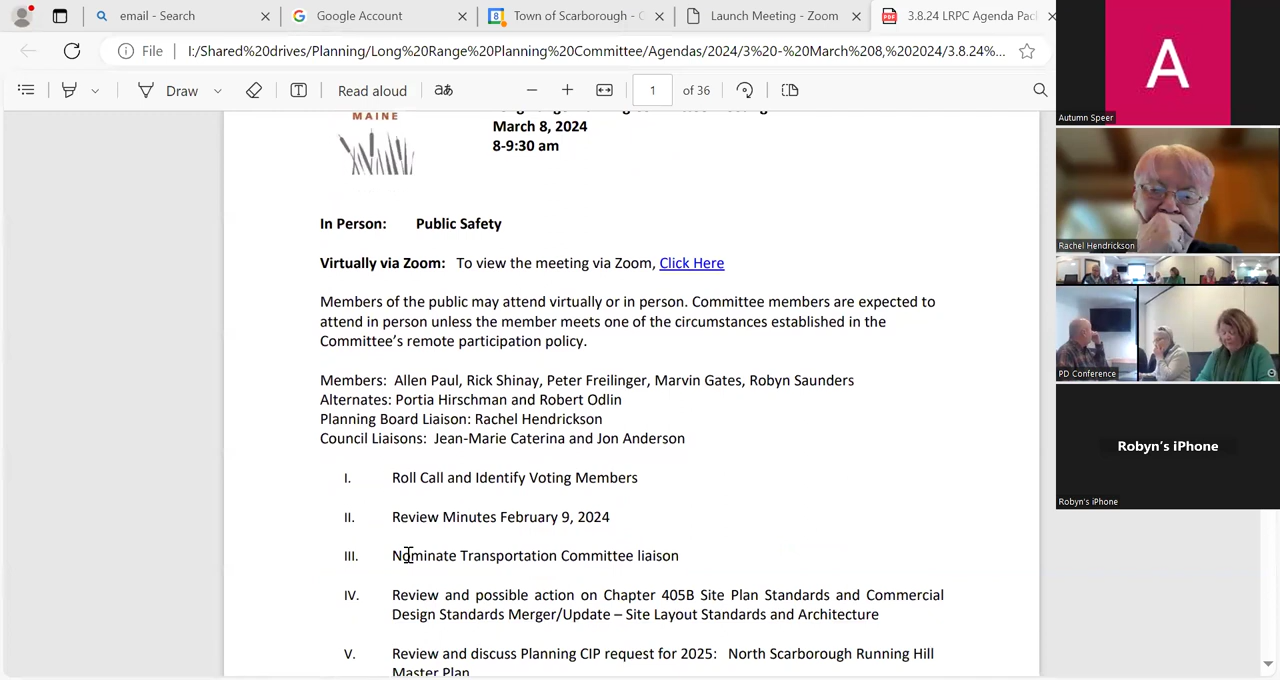 email - Search
Google Account
Town of Scarborough - C
Launch Meeting - Zoom
3.8.24 LRPC Agenda Pac
File
I:/Shared%20drives/Planning/Long%20Range%20Planning%20Committee/Agendas/2024/3%20-%20March%208,%202024/3.8.24%...
Draw
Read aloud
1
of 36
MAINE
March 8, 2024
8-9:30 am
In Person: Public Safety
Virtually via Zoom: To view the meeting via Zoom, Click Here
Members of the public may attend virtually or in person. Committee members are expected to
attend in person unless the member meets one of the circumstances established in the
Committee’s remote participation policy.
Members: Allen Paul, Rick Shinay, Peter Freilinger, Marvin Gates, Robyn Saunders
Alternates: Portia Hirschman and Robert Odlin
Planning Board Liaison: Rachel Hendrickson
Council Liaisons: Jean-Marie Caterina and Jon Anderson
I. Roll Call and Identify Voting Members
II. Review Minutes February 9, 2024
III. Nominate Transportation Committee liaison
IV. Review and possible action on Chapter 405B Site Plan Standards and Commercial
Design Standards Merger/Update – Site Layout Standards and Architecture
V. Review and discuss Planning CIP request for 2025: North Scarborough Running Hill
Master Plan
A
Autumn Speer
Rachel Hendrickson
PD Conference
Robyn’s iPhone
Robyn’s iPhone